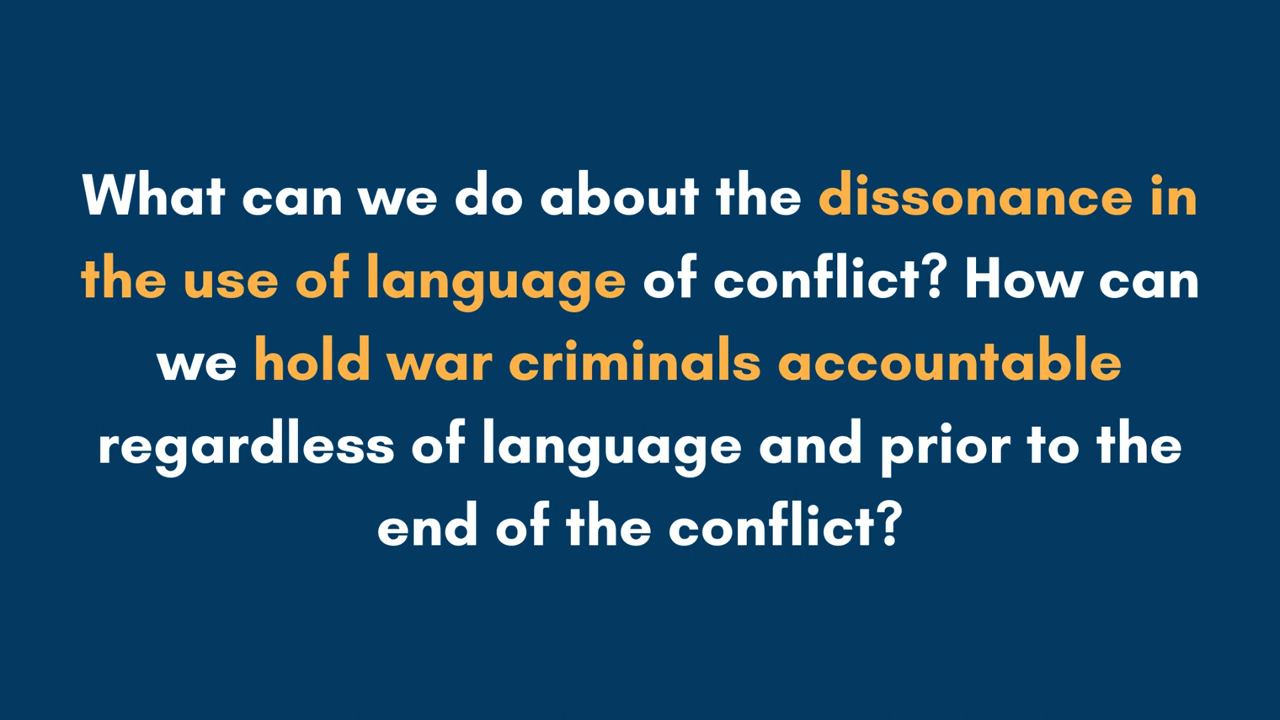 What can we do about the dissonance in
the use of language of conflict? How can
we hold war criminals accountable
regardless of language and prior to the
end of the conflict?